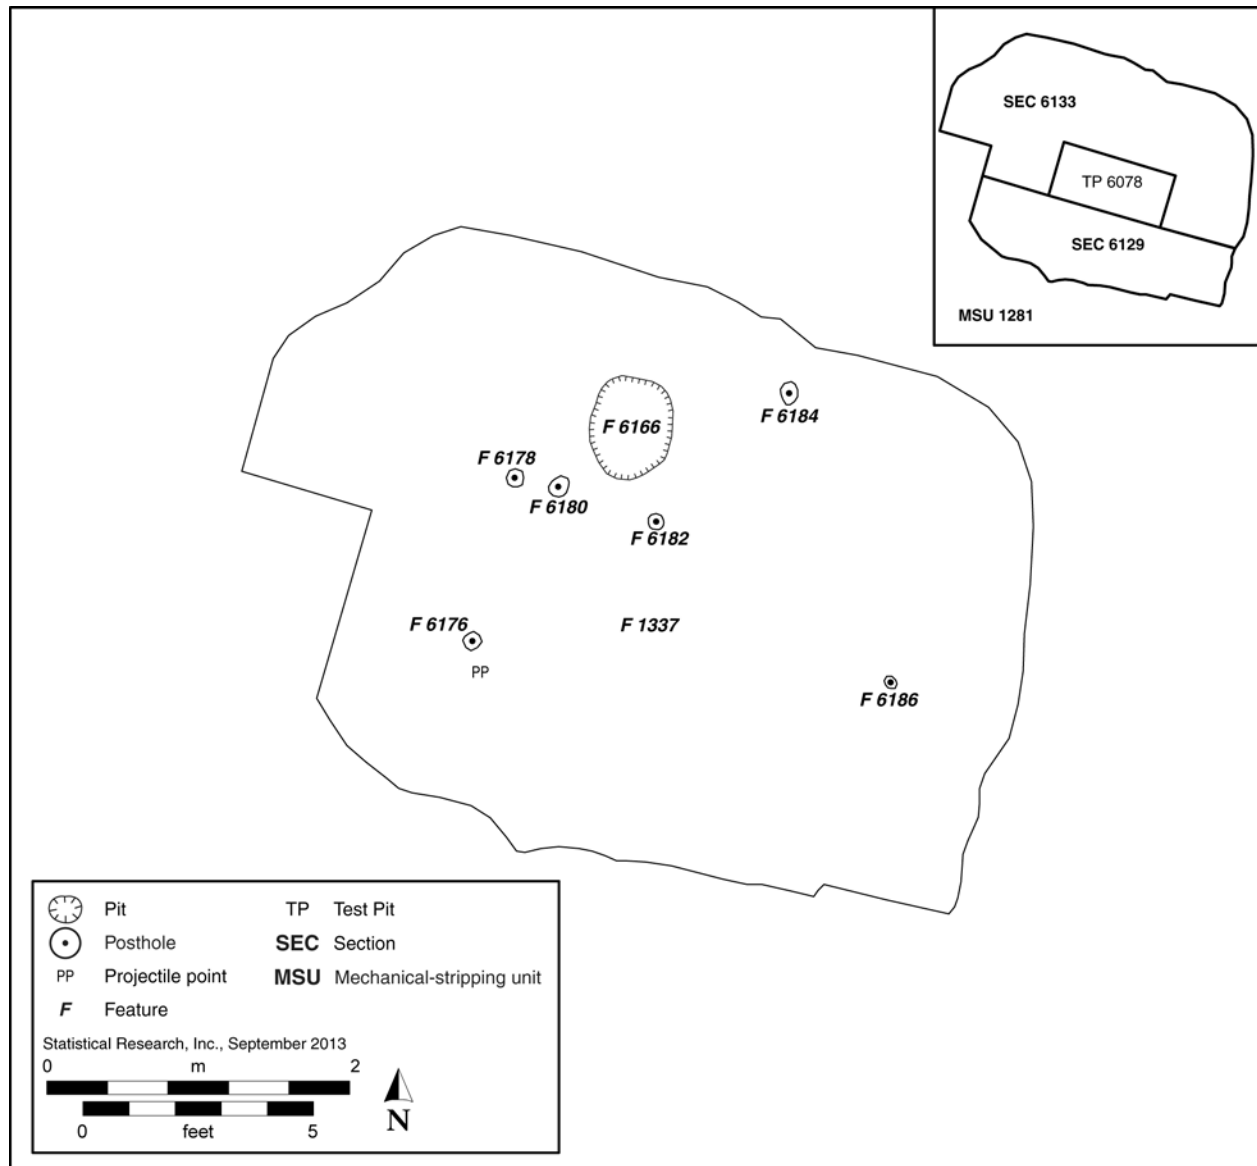 SEC 6133
TP 6078
SEC 6129
MSU 1281
F 6184
F 6166
F 6178
F 6180
F 6182
F 6176
F 1337
PP
F 6186
Pit
TP Test Pit
Posthole
SEC Section
PP Projectile point
MSU Mechanical-stripping unit
F Feature
Statistical Research, Inc., September 2013
0 m 2
0 feet 5
N